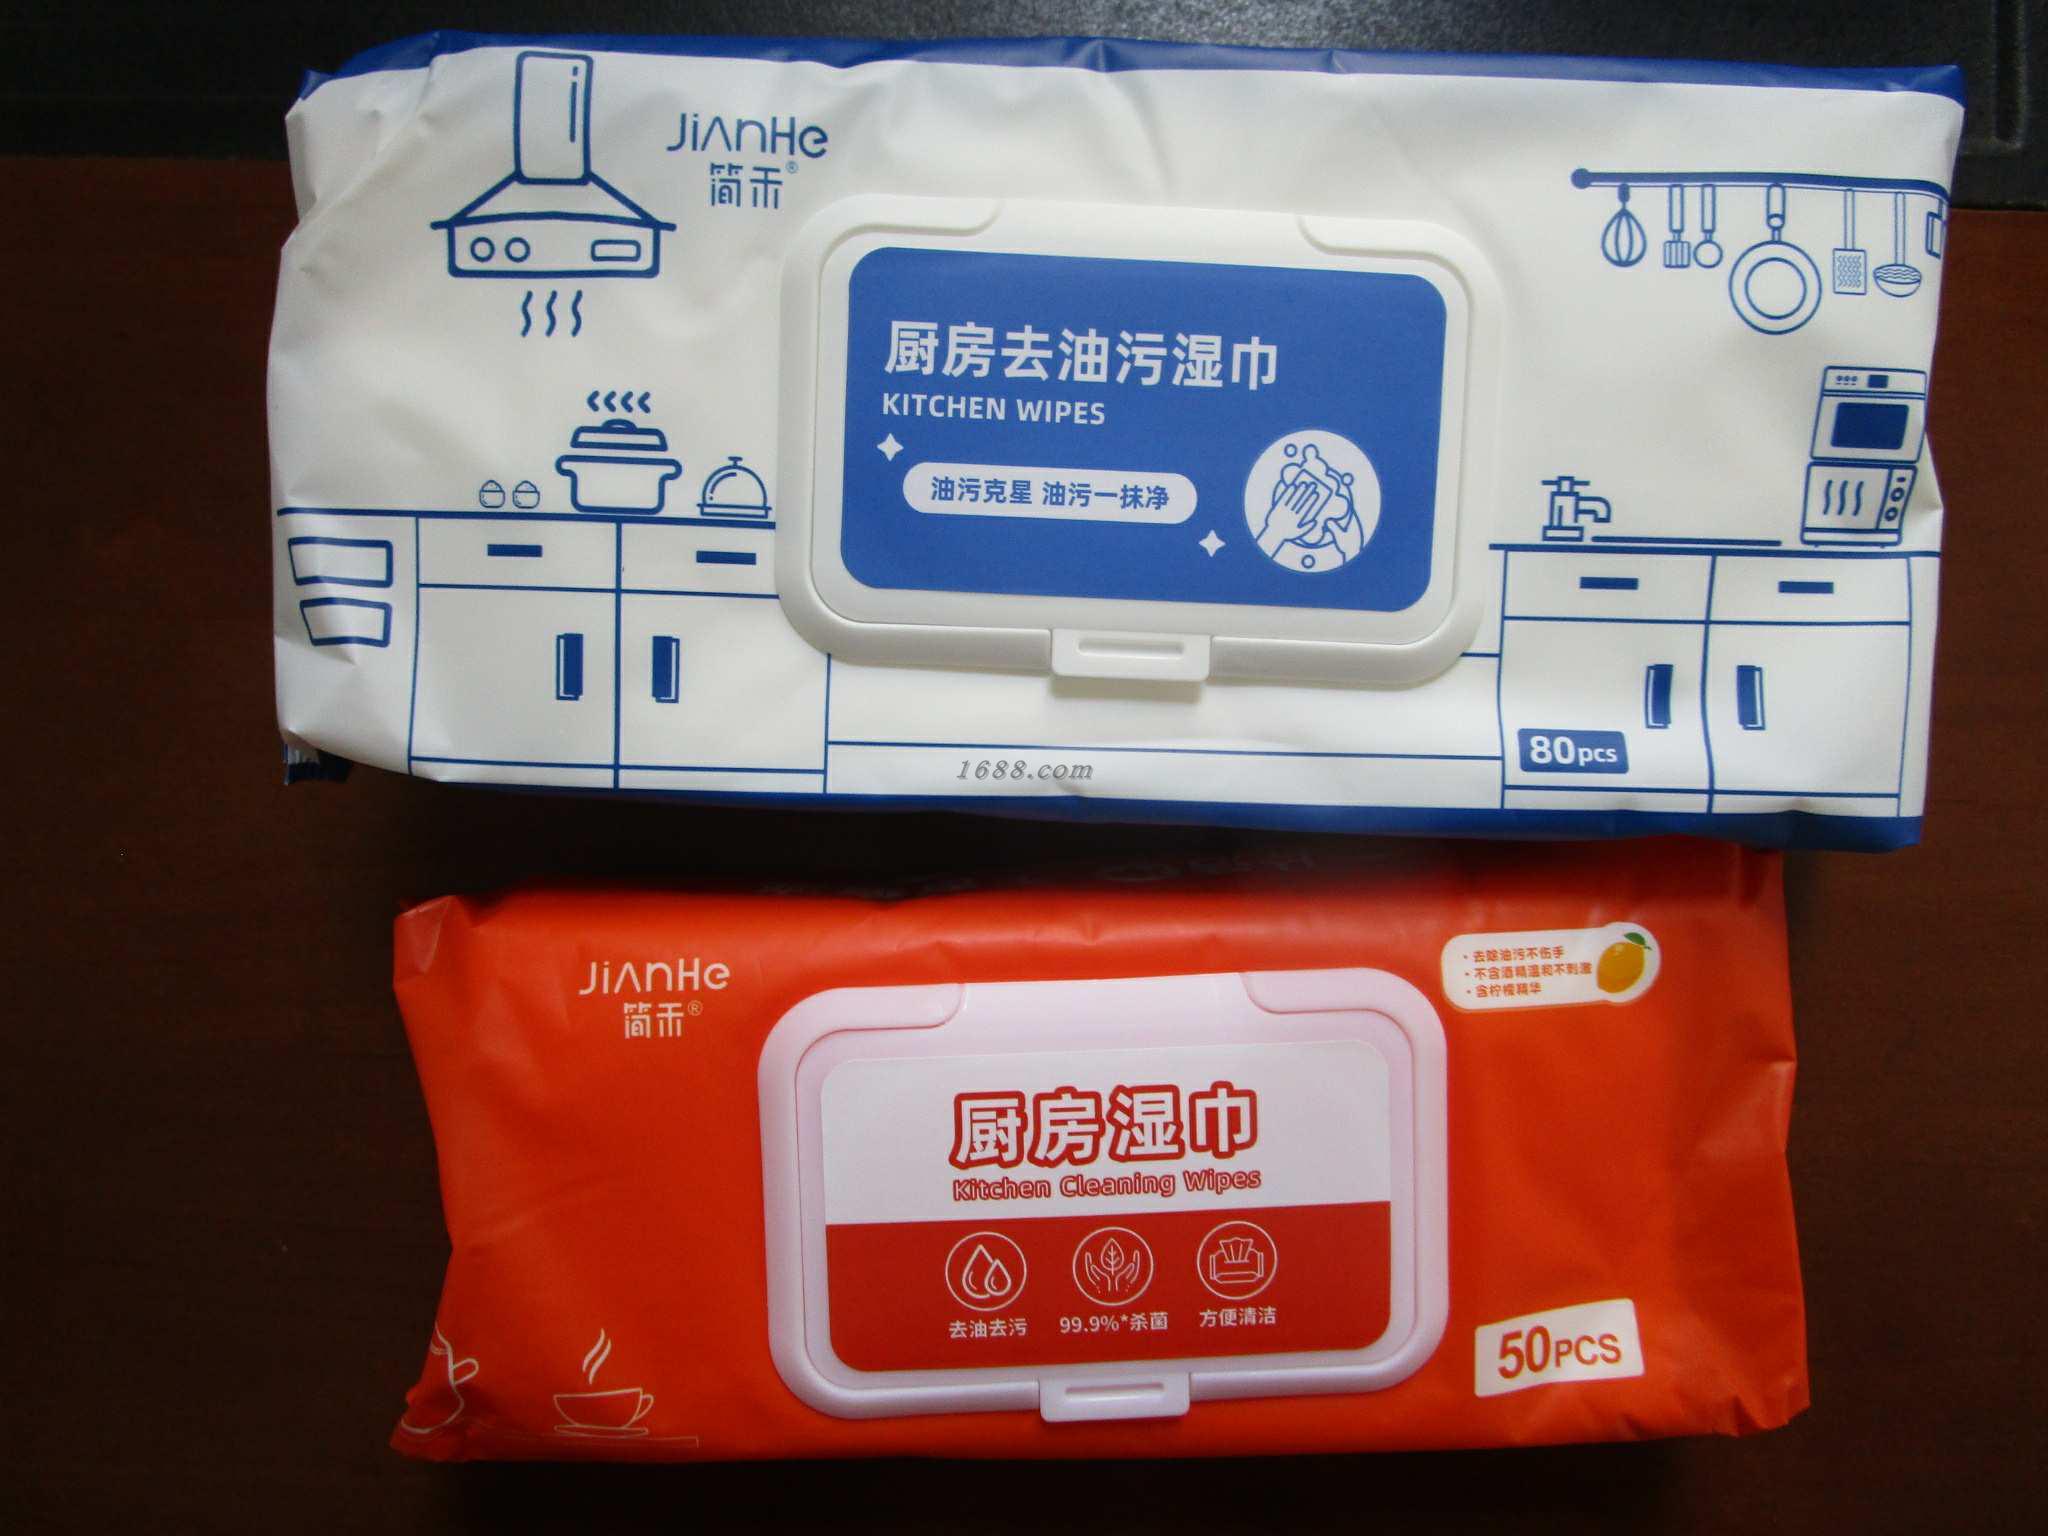 JiAnHe
简禾®
厨房去油污湿巾
KITCHEN WIPES
油污克星 油污一抹净
80pcs
1688.com
JiAnHe
简禾®
·去除油污不伤手
·不含酒精温和不刺激
·含柠檬精华
厨房湿巾
Kitchen Cleaning Wipes
去油去污
99.9%*杀菌
方便清洁
50PCS